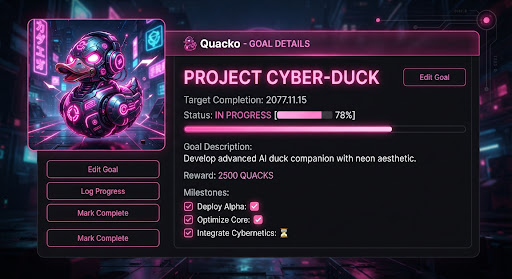 Quacko - GOAL DETAILS
PROJECT CYBER-DUCK
Edit Goal
Target Completion: 2077.11.15
Status: IN PROGRESS [ 78%]
Goal Description:
Develop advanced AI duck companion with neon aesthetic.
Reward: 2500 QUACKS
Milestones:
Deploy Alpha:
Optimize Core:
Integrate Cybernetics: ⏳
Edit Goal
Log Progress
Mark Complete
Mark Complete